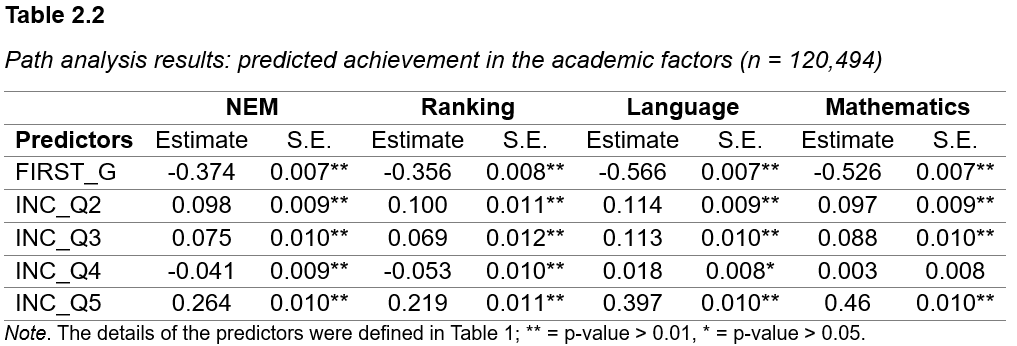 Table 2.2
Path analysis results: predicted achievement in the academic factors (n = 120,494)
NEM Ranking Language Mathematics
Predictors Estimate S.E. Estimate S.E. Estimate S.E. Estimate S.E.
FIRST_G -0.374 0.007** -0.356 0.008** -0.566 0.007** -0.526 0.007**
INC_Q2 0.098 0.009** 0.100 0.011** 0.114 0.009** 0.097 0.009**
INC_Q3 0.075 0.010** 0.069 0.012** 0.113 0.010** 0.088 0.010**
INC_Q4 -0.041 0.009** -0.053 0.010** 0.018 0.008* 0.003 0.008
INC_Q5 0.264 0.010** 0.219 0.011** 0.397 0.010** 0.46 0.010**
Note. The details of the predictors were defined in Table 1; ** = p-value > 0.01, * = p-value > 0.05.